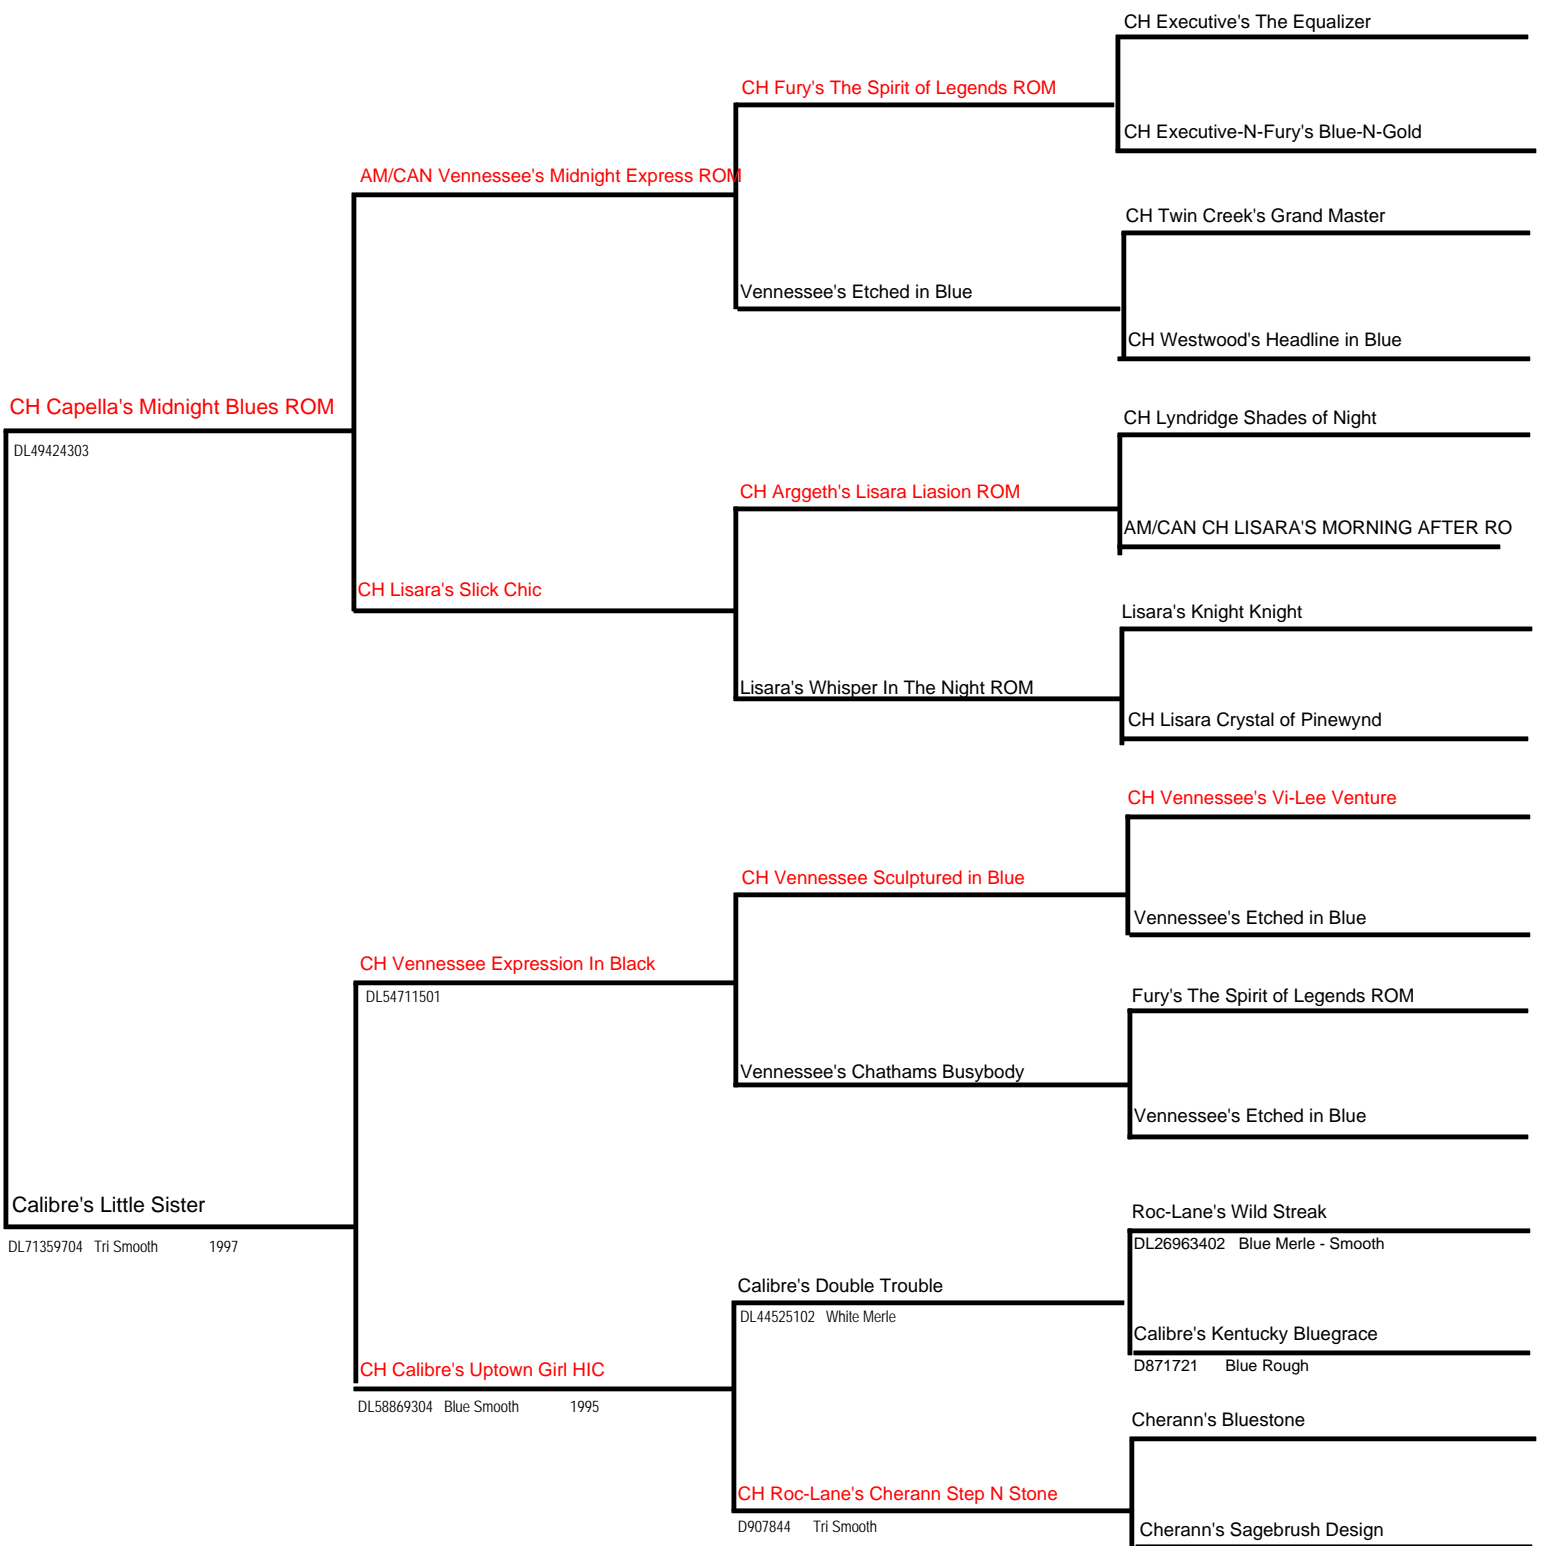 CH Executive's The Equalizer
CH Fury's The Spirit of Legends ROM
CH Executive-N-Fury's Blue-N-Gold
AM/CAN Vennessee's Midnight Express ROM
CH Twin Creek's Grand Master
Vennessee's Etched in Blue
CH Westwood's Headline in Blue
CH Capella's Midnight Blues ROM
DL49424303
CH Lyndridge Shades of Night
CH Arggeth's Lisara Liasion ROM
AM/CAN CH LISARA'S MORNING AFTER RO
CH Lisara's Slick Chic
Lisara's Knight Knight
Lisara's Whisper In The Night ROM
CH Lisara Crystal of Pinewynd
CH Vennessee's Vi-Lee Venture
CH Vennessee Sculptured in Blue
Vennessee's Etched in Blue
CH Vennessee Expression In Black
DL54711501
Fury's The Spirit of Legends ROM
Vennessee's Chathams Busybody
Vennessee's Etched in Blue
Calibre's Little Sister
DL71359704 Tri Smooth 1997
Roc-Lane's Wild Streak
DL26963402 Blue Merle - Smooth
Calibre's Double Trouble
DL44525102 White Merle
Calibre's Kentucky Bluegrace
D871721 Blue Rough
CH Calibre's Uptown Girl HIC
DL58869304 Blue Smooth 1995
Cherann's Bluestone
CH Roc-Lane's Cherann Step N Stone
D907844 Tri Smooth
Cherann's Sagebrush Design